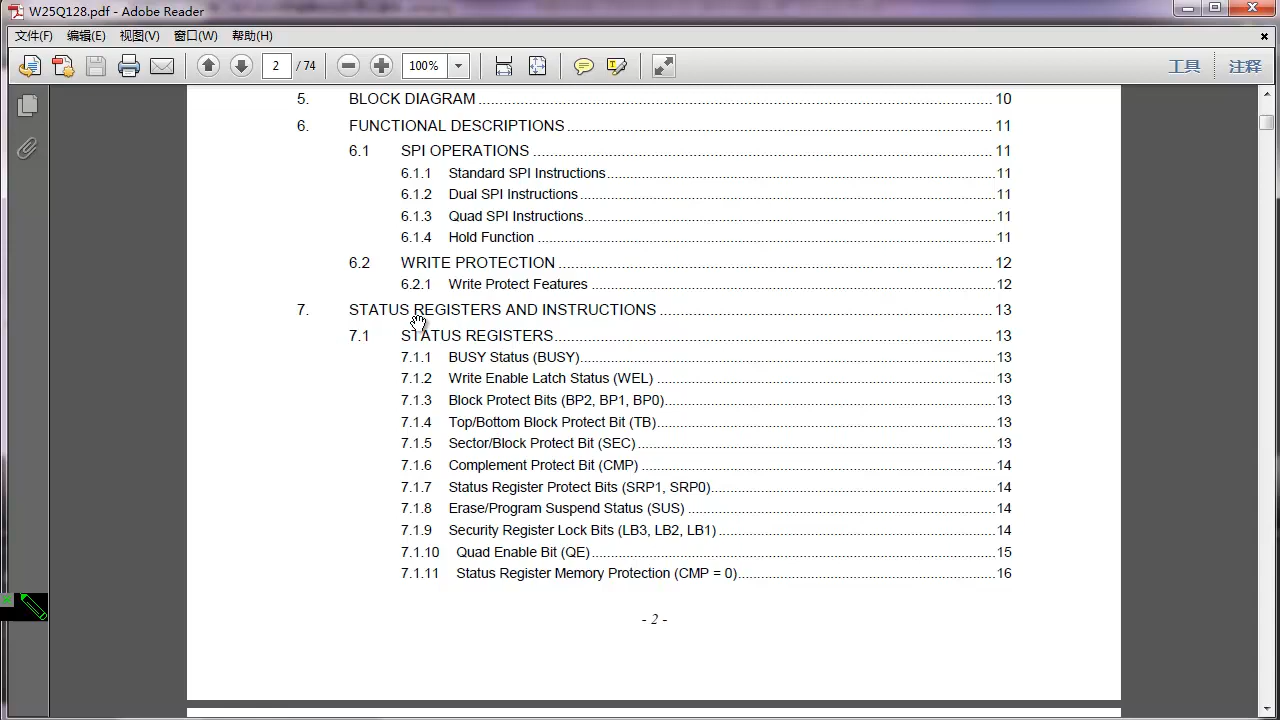 W25Q128.pdf - Adobe Reader
文件(F) 编辑(E) 视图(V) 窗口(W) 帮助(H)
2 / 74 100% 工具 注释
5. BLOCK DIAGRAM 10
6. FUNCTIONAL DESCRIPTIONS 11
6.1 SPI OPERATIONS 11
6.1.1 Standard SPI Instructions 11
6.1.2 Dual SPI Instructions 11
6.1.3 Quad SPI Instructions 11
6.1.4 Hold Function 11
6.2 WRITE PROTECTION 12
6.2.1 Write Protect Features 12
7. STATUS REGISTERS AND INSTRUCTIONS 13
7.1 STATUS REGISTERS 13
7.1.1 BUSY Status (BUSY) 13
7.1.2 Write Enable Latch Status (WEL) 13
7.1.3 Block Protect Bits (BP2, BP1, BP0) 13
7.1.4 Top/Bottom Block Protect Bit (TB) 13
7.1.5 Sector/Block Protect Bit (SEC) 13
7.1.6 Complement Protect Bit (CMP) 14
7.1.7 Status Register Protect Bits (SRP1, SRP0) 14
7.1.8 Erase/Program Suspend Status (SUS) 14
7.1.9 Security Register Lock Bits (LB3, LB2, LB1) 14
7.1.10 Quad Enable Bit (QE) 15
7.1.11 Status Register Memory Protection (CMP = 0) 16
- 2 -